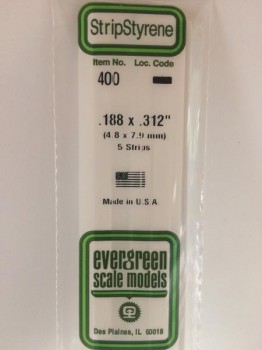 StripStyrene
Item No. Loc. Code
400
.188 x .312"
(4.8 x 7.9 mm)
5 Strips
Made in U.S.A
evergreen
scale models
Des Plaines, IL 60018